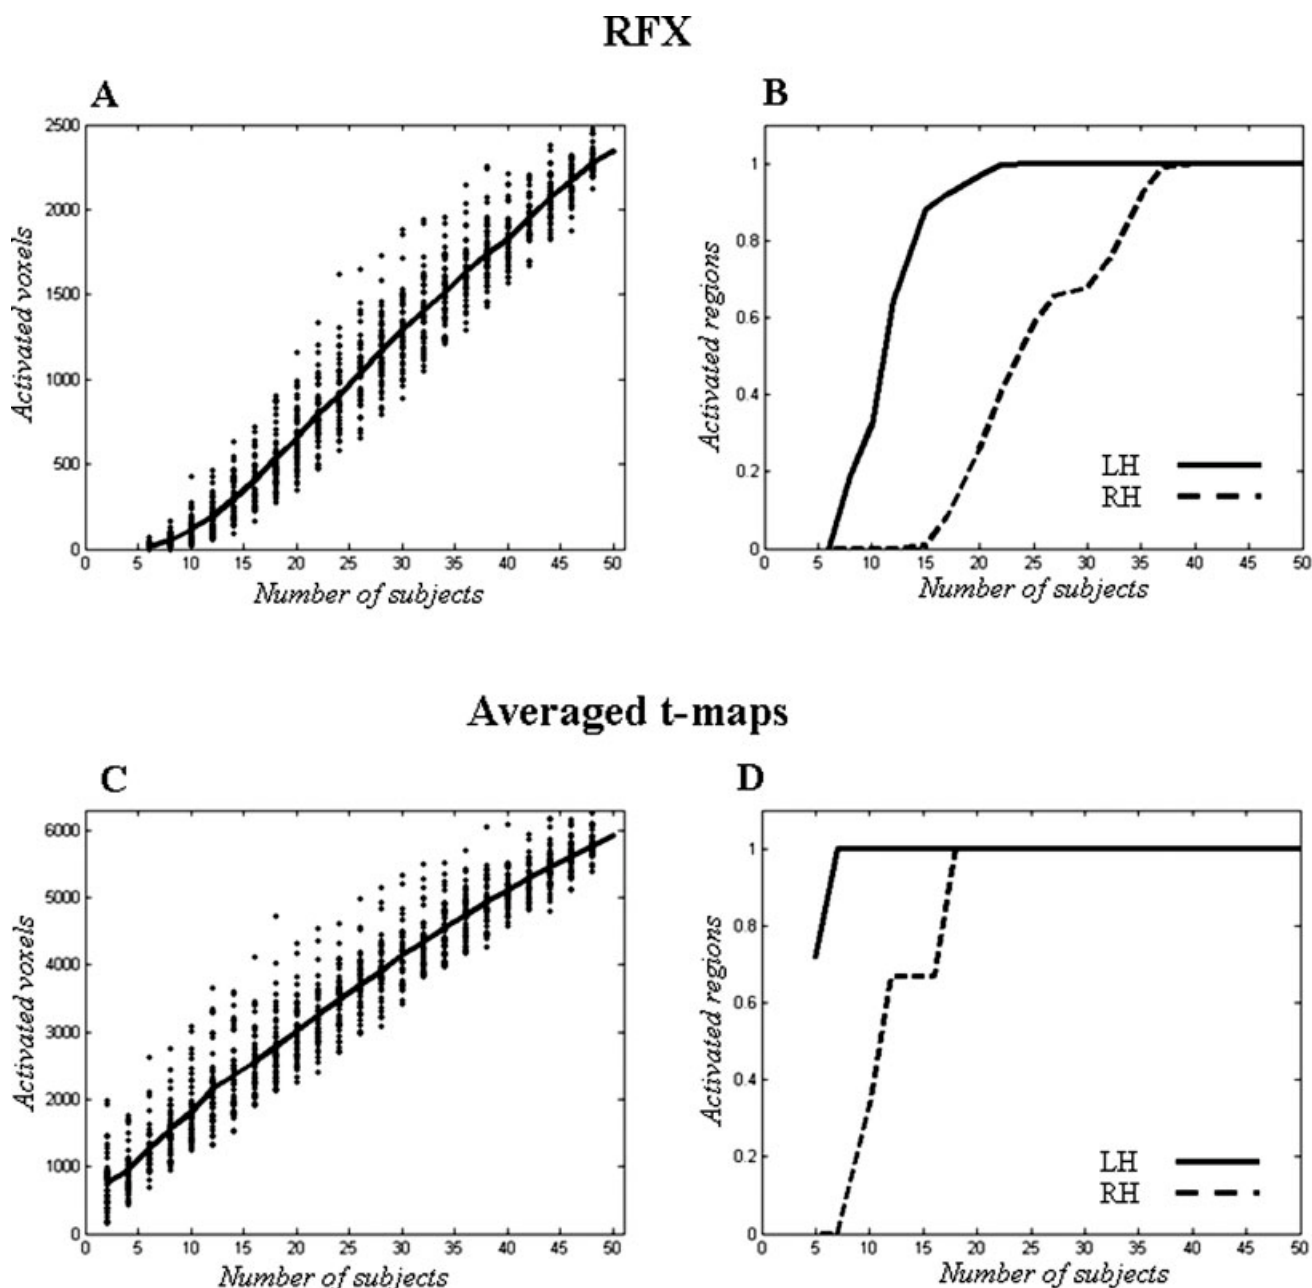 RFX
A
2500
2000
1500
1000
500
0
Activated voxels
0 5 10 15 20 25 30 35 40 45 50
Number of subjects
B
1
0.8
0.6
0.4
0.2
0
Activated regions
LH
RH
0 5 10 15 20 25 30 35 40 45 50
Number of subjects
Averaged t-maps
C
6000
5000
4000
3000
2000
1000
0
Activated voxels
0 5 10 15 20 25 30 35 40 45 50
Number of subjects
D
1
0.8
0.6
0.4
0.2
0
Activated regions
LH
RH
0 5 10 15 20 25 30 35 40 45 50
Number of subjects